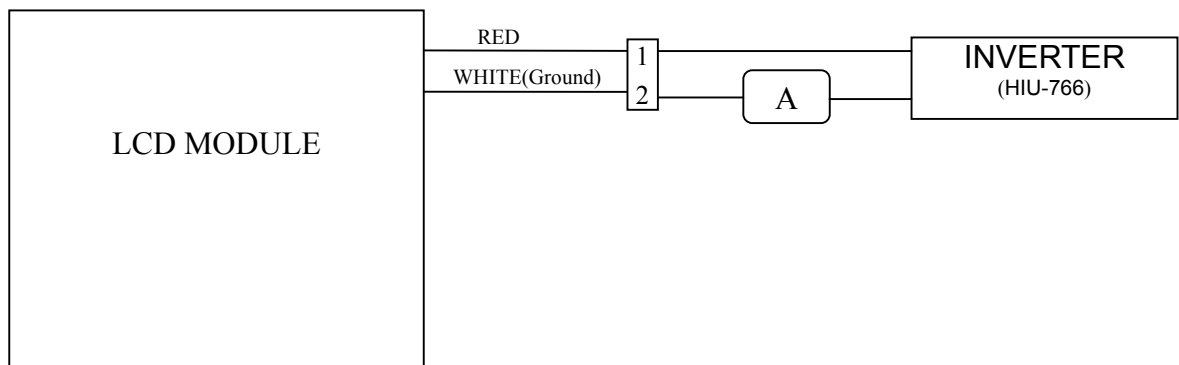 RED
WHITE(Ground)
1
2
A
INVERTER
(HIU-766)
LCD MODULE